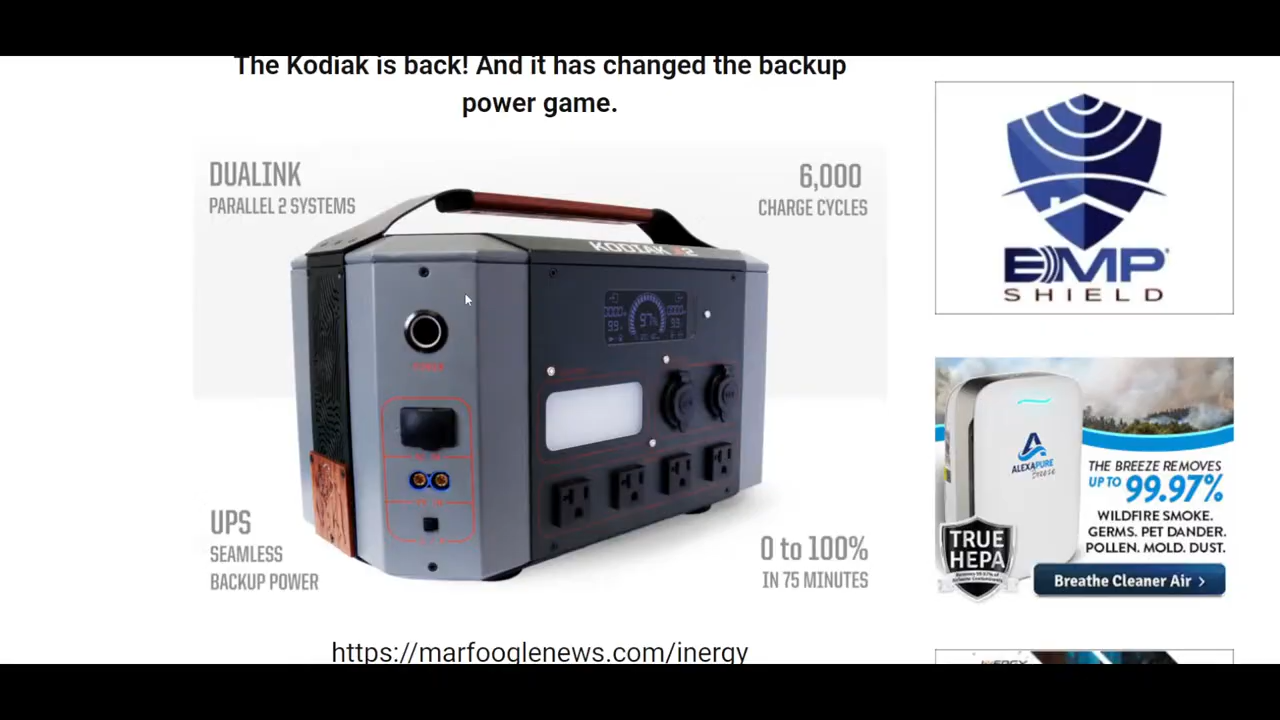 The Kodiak is back! And it has changed the backup
power game.
DUALINK
PARALLEL 2 SYSTEMS
6,000
CHARGE CYCLES
KODIAK
UPS
SEAMLESS
BACKUP POWER
0 to 100%
IN 75 MINUTES
https://marfooglenews.com/inergy
EMP
SHIELD
ALEXAPURE
Breeze
THE BREEZE REMOVES
UP TO 99.97%
WILDFIRE SMOKE.
GERMS. PET DANDER.
POLLEN. MOLD. DUST.
TRUE
HEPA
Breathe Cleaner Air >